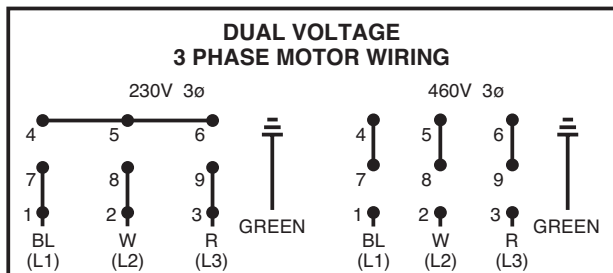 DUAL VOLTAGE
3 PHASE MOTOR WIRING
230V 3ø
460V 3ø
4 5 6
4 5 6
7 8 9
7 8 9
1 2 3 GREEN
1 2 3 GREEN
BL W R
(L1) (L2) (L3)
BL W R
(L1) (L2) (L3)